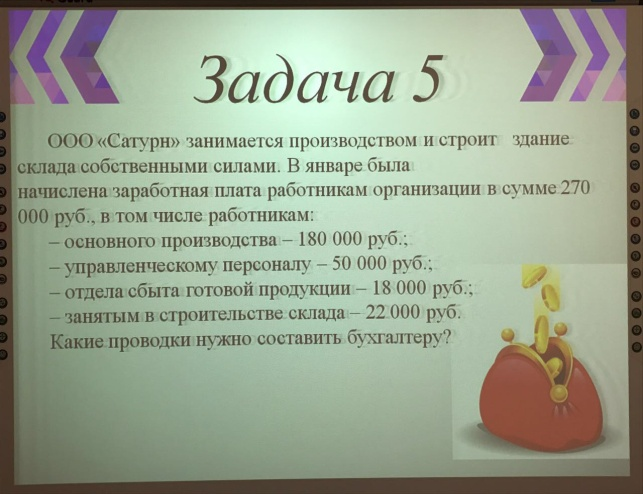 Задача 5
ООО «Сатурн» занимается производством и строит здание
склада собственными силами. В январе была
начислена заработная плата работникам организации в сумме 270
000 руб., в том числе работникам:
– основного производства – 180 000 руб.;
– управленческому персоналу – 50 000 руб.;
– отдела сбыта готовой продукции – 18 000 руб.;
– занятым в строительстве склада – 22 000 руб.
Какие проводки нужно составить бухгалтеру?